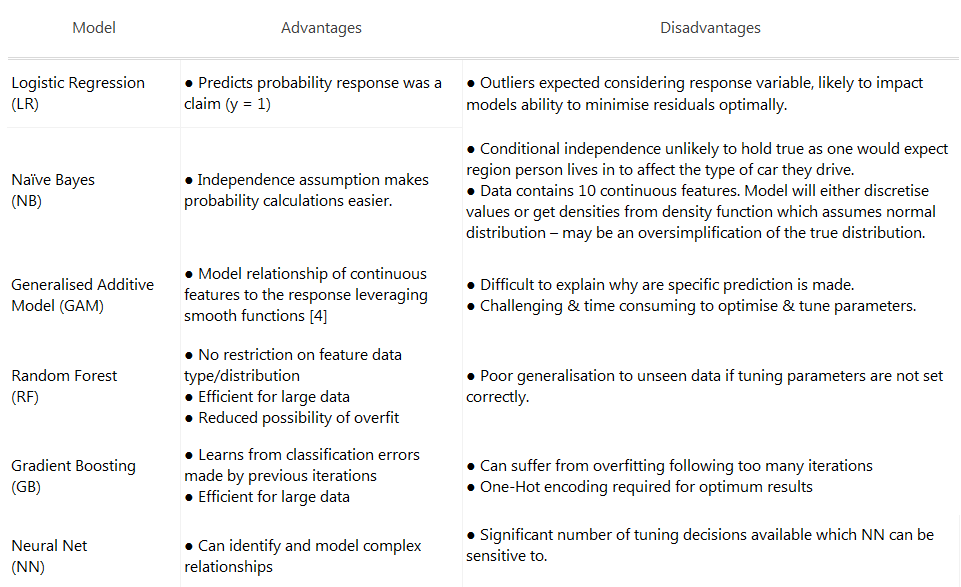 Model Advantages Disadvantages
Logistic Regression
(LR)
● Predicts probability response was a
claim (y = 1)
● Outliers expected considering response variable, likely to impact
models ability to minimise residuals optimally.
Naïve Bayes
(NB)
● Independence assumption makes
probability calculations easier.
● Conditional independence unlikely to hold true as one would expect
region person lives in to affect the type of car they drive.
● Data contains 10 continuous features. Model will either discretise
values or get densities from density function which assumes normal
distribution – may be an oversimplification of the true distribution.
Generalised Additive
Model (GAM)
● Model relationship of continuous
features to the response leveraging
smooth functions [4]
● Difficult to explain why are specific prediction is made.
● Challenging & time consuming to optimise & tune parameters.
Random Forest
(RF)
● No restriction on feature data
type/distribution
● Efficient for large data
● Reduced possibility of overfit
● Poor generalisation to unseen data if tuning parameters are not set
correctly.
Gradient Boosting
(GB)
● Learns from classification errors
made by previous iterations
● Efficient for large data
● Can suffer from overfitting following too many iterations
● One-Hot encoding required for optimum results
Neural Net
(NN)
● Can identify and model complex
relationships
● Significant number of tuning decisions available which NN can be
sensitive to.